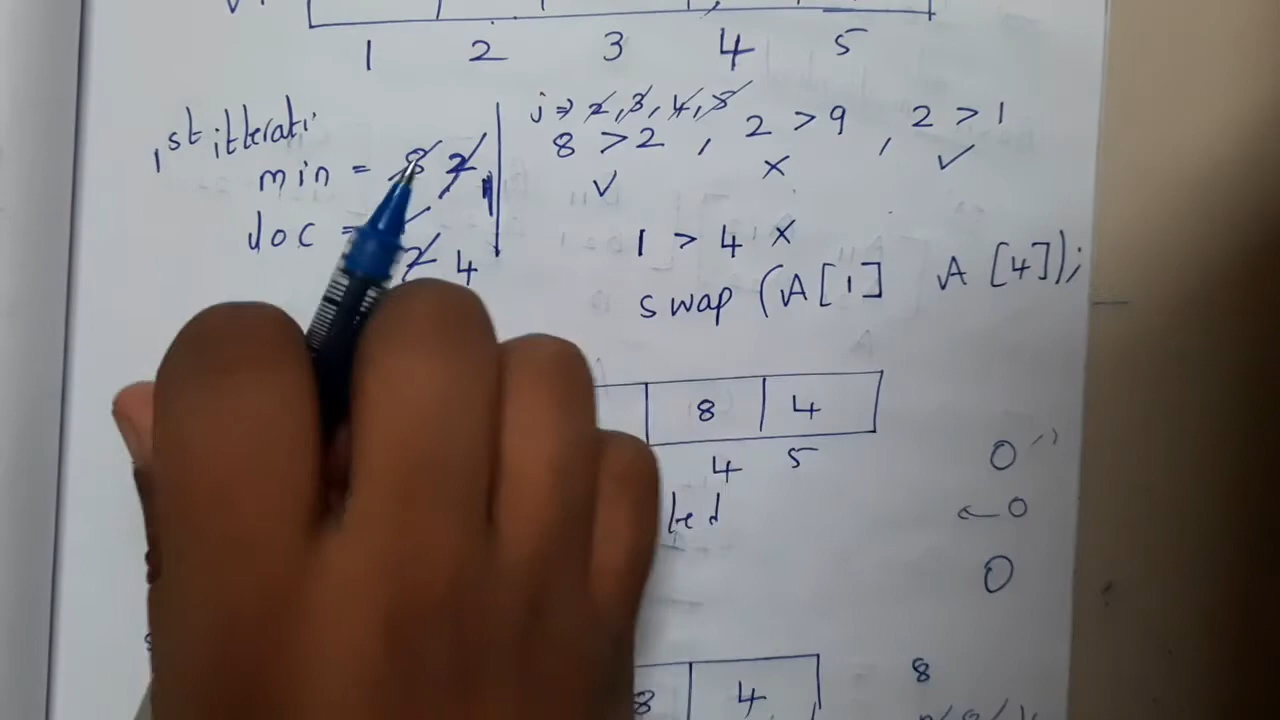 1 2 3 4 5
j => 2, 3, 4, 5
1st itterati
8 > 2 , 2 > 9 , 2 > 1
min = 8 2 1
✓ × ✓
loc =
2 4
1 > 4 ×
swap (A[1] A[4]);
8 4
4 5
0
←0
0
8 4
8